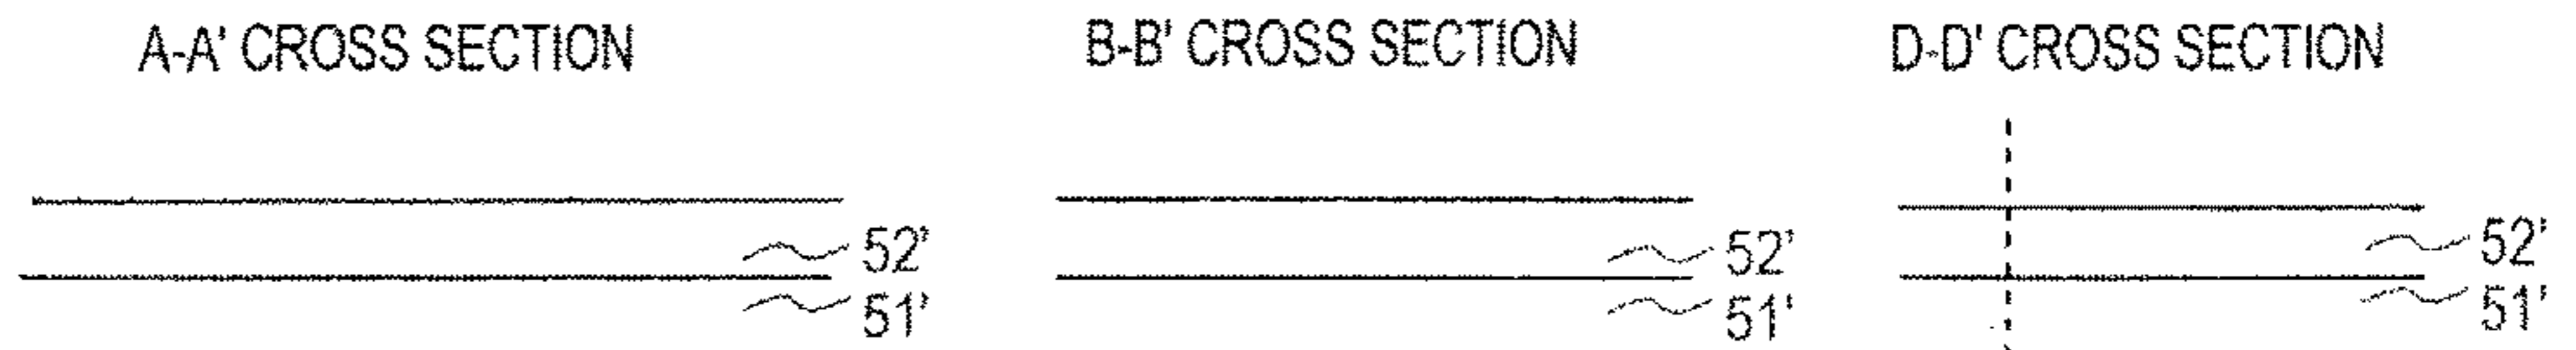 A-A' CROSS SECTION B-B' CROSS SECTION D-D' CROSS SECTION
52' 52' 52'
51' 51' 51'